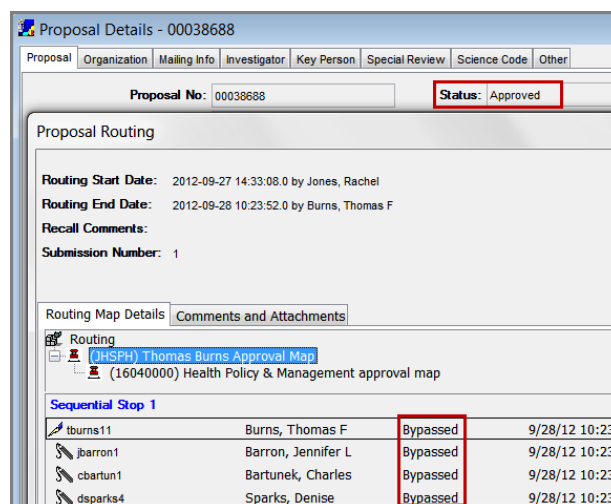 Proposal Details - 00038688
Proposal Organization Mailing Info Investigator Key Person Special Review Science Code Other
Proposal No: 00038688 Status: Approved
Proposal Routing
Routing Start Date: 2012-09-27 14:33:08.0 by Jones, Rachel
Routing End Date: 2012-09-28 10:23:52.0 by Burns, Thomas F
Recall Comments:
Submission Number: 1
Routing Map Details Comments and Attachments
Routing
(JHSPH) Thomas Burns Approval Map
(16040000) Health Policy & Management approval map
Sequential Stop 1
tburns11 Burns, Thomas F Bypassed 9/28/12 10:23
jbarron1 Barron, Jennifer L Bypassed 9/28/12 10:23
cbartun1 Bartunek, Charles Bypassed 9/28/12 10:23
dsparks4 Sparks, Denise Bypassed 9/28/12 10:23